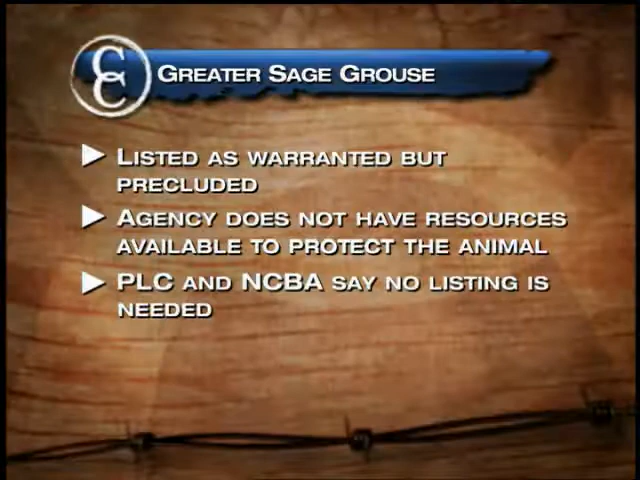 CC
GREATER SAGE GROUSE
LISTED AS WARRANTED BUT
PRECLUDED
AGENCY DOES NOT HAVE RESOURCES
AVAILABLE TO PROTECT THE ANIMAL
PLC AND NCBA SAY NO LISTING IS
NEEDED